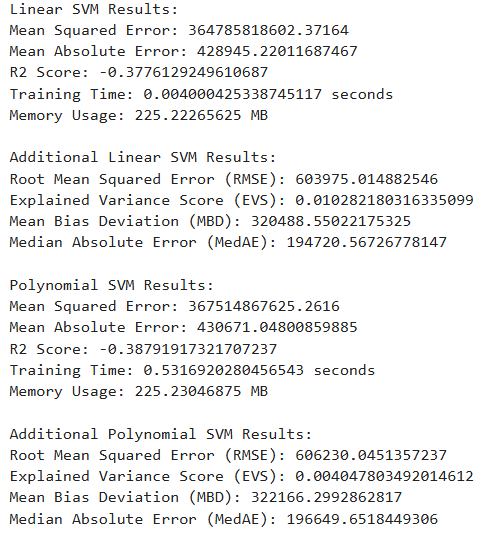 Linear SVM Results:
Mean Squared Error: 364785818602.37164
Mean Absolute Error: 428945.22011687467
R2 Score: -0.3776129249610687
Training Time: 0.004000425338745117 seconds
Memory Usage: 225.22265625 MB
Additional Linear SVM Results:
Root Mean Squared Error (RMSE): 603975.014882546
Explained Variance Score (EVS): 0.010282180316335099
Mean Bias Deviation (MBD): 320488.55022175325
Median Absolute Error (MedAE): 194720.56726778147
Polynomial SVM Results:
Mean Squared Error: 367514867625.2616
Mean Absolute Error: 430671.04800859885
R2 Score: -0.38791917321707237
Training Time: 0.5316920280456543 seconds
Memory Usage: 225.23046875 MB
Additional Polynomial SVM Results:
Root Mean Squared Error (RMSE): 606230.0451357237
Explained Variance Score (EVS): 0.004047803492014612
Mean Bias Deviation (MBD): 322166.2992862817
Median Absolute Error (MedAE): 196649.6518449306